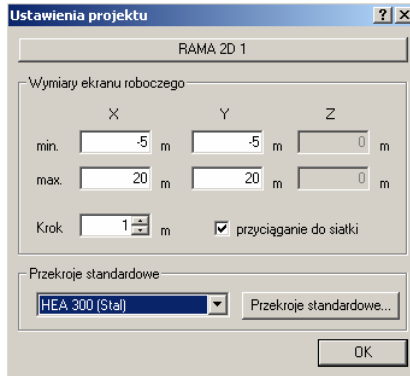 Ustawienia projektu
RAMA 2D 1
Wymiary ekranu roboczego
X Y Z
min. -5 m -5 m 0 m
max. 20 m 20 m 0 m
Krok 1 m przyciąganie do siatki
Przekroje standardowe
HEA 300 (Stal) Przekroje standardowe...
OK